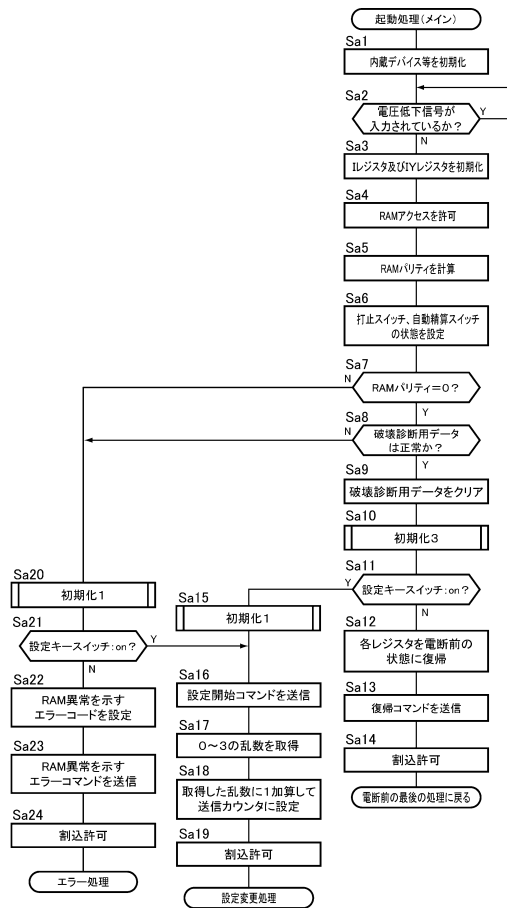 起動処理(メイン)
Sa1
内蔵デバイス等を初期化
Sa2
電圧低下信号が
入力されているか？
Y
N
Sa3
Iレジスタ及びIYレジスタを初期化
Sa4
RAMアクセスを許可
Sa5
RAMパリティを計算
Sa6
打止スイッチ、自動精算スイッチ
の状態を設定
Sa7
N
RAMパリティ＝0？
Y
Sa8
N
破壊診断用データ
は正常か？
Y
Sa9
破壊診断用データをクリア
Sa10
初期化3
Sa11
Y
設定キースイッチ:on？
N
Sa12
各レジスタを電断前の
状態に復帰
Sa13
復帰コマンドを送信
Sa14
割込許可
電断前の最後の処理に戻る
Sa15
初期化1
Sa16
設定開始コマンドを送信
Sa17
0～3の乱数を取得
Sa18
取得した乱数に1加算して
送信カウンタに設定
Sa19
割込許可
設定変更処理
Sa20
初期化1
Sa21
設定キースイッチ:on？
Y
N
Sa22
RAM異常を示す
エラーコードを設定
Sa23
RAM異常を示す
エラーコマンドを送信
Sa24
割込許可
エラー処理